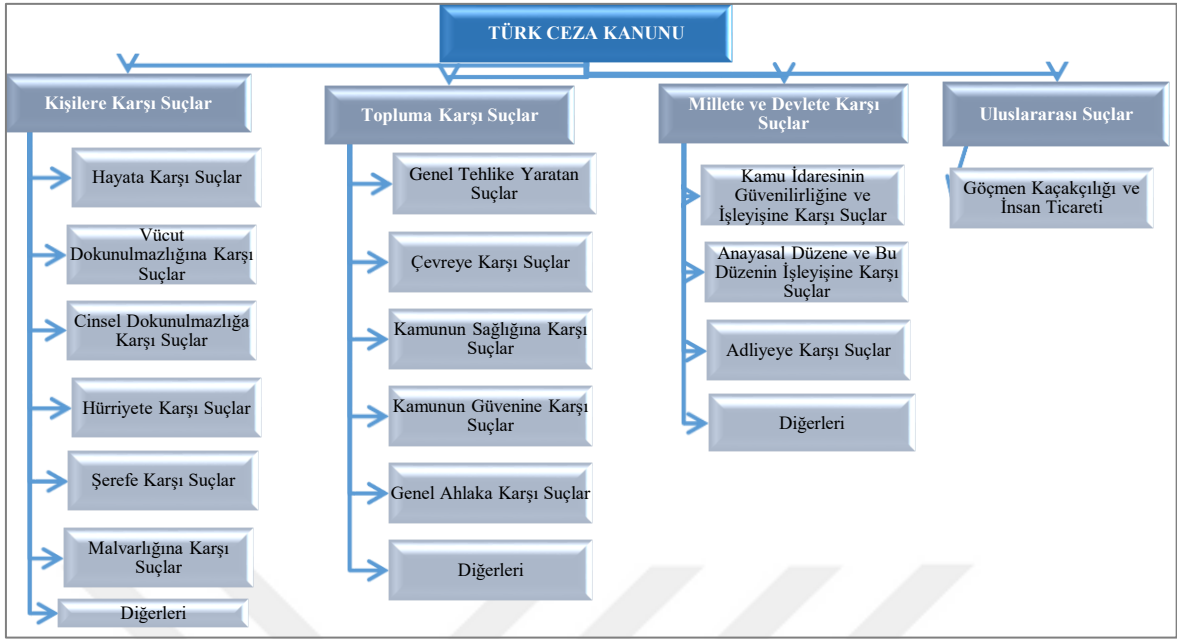 TÜRK CEZA KANUNU
Kişilere Karşı Suçlar
Hayata Karşı Suçlar
Vücut
Dokunulmazlığına Karşı
Suçlar
Cinsel Dokunulmazlığa
Karşı Suçlar
Hürriyete Karşı Suçlar
Şerefe Karşı Suçlar
Malvarlığına Karşı
Suçlar
Diğerleri
Topluma Karşı Suçlar
Genel Tehlike Yaratan
Suçlar
Çevreye Karşı Suçlar
Kamunun Sağlığına Karşı
Suçlar
Kamunun Güvenine Karşı
Suçlar
Genel Ahlaka Karşı Suçlar
Diğerleri
Millete ve Devlete Karşı
Suçlar
Kamu İdaresinin
Güvenilirliğine ve
İşleyişine Karşı Suçlar
Anayasal Düzene ve Bu
Düzenin İşleyişine Karşı
Suçlar
Adliyeye Karşı Suçlar
Diğerleri
Uluslararası Suçlar
Göçmen Kaçakçılığı ve
İnsan Ticareti